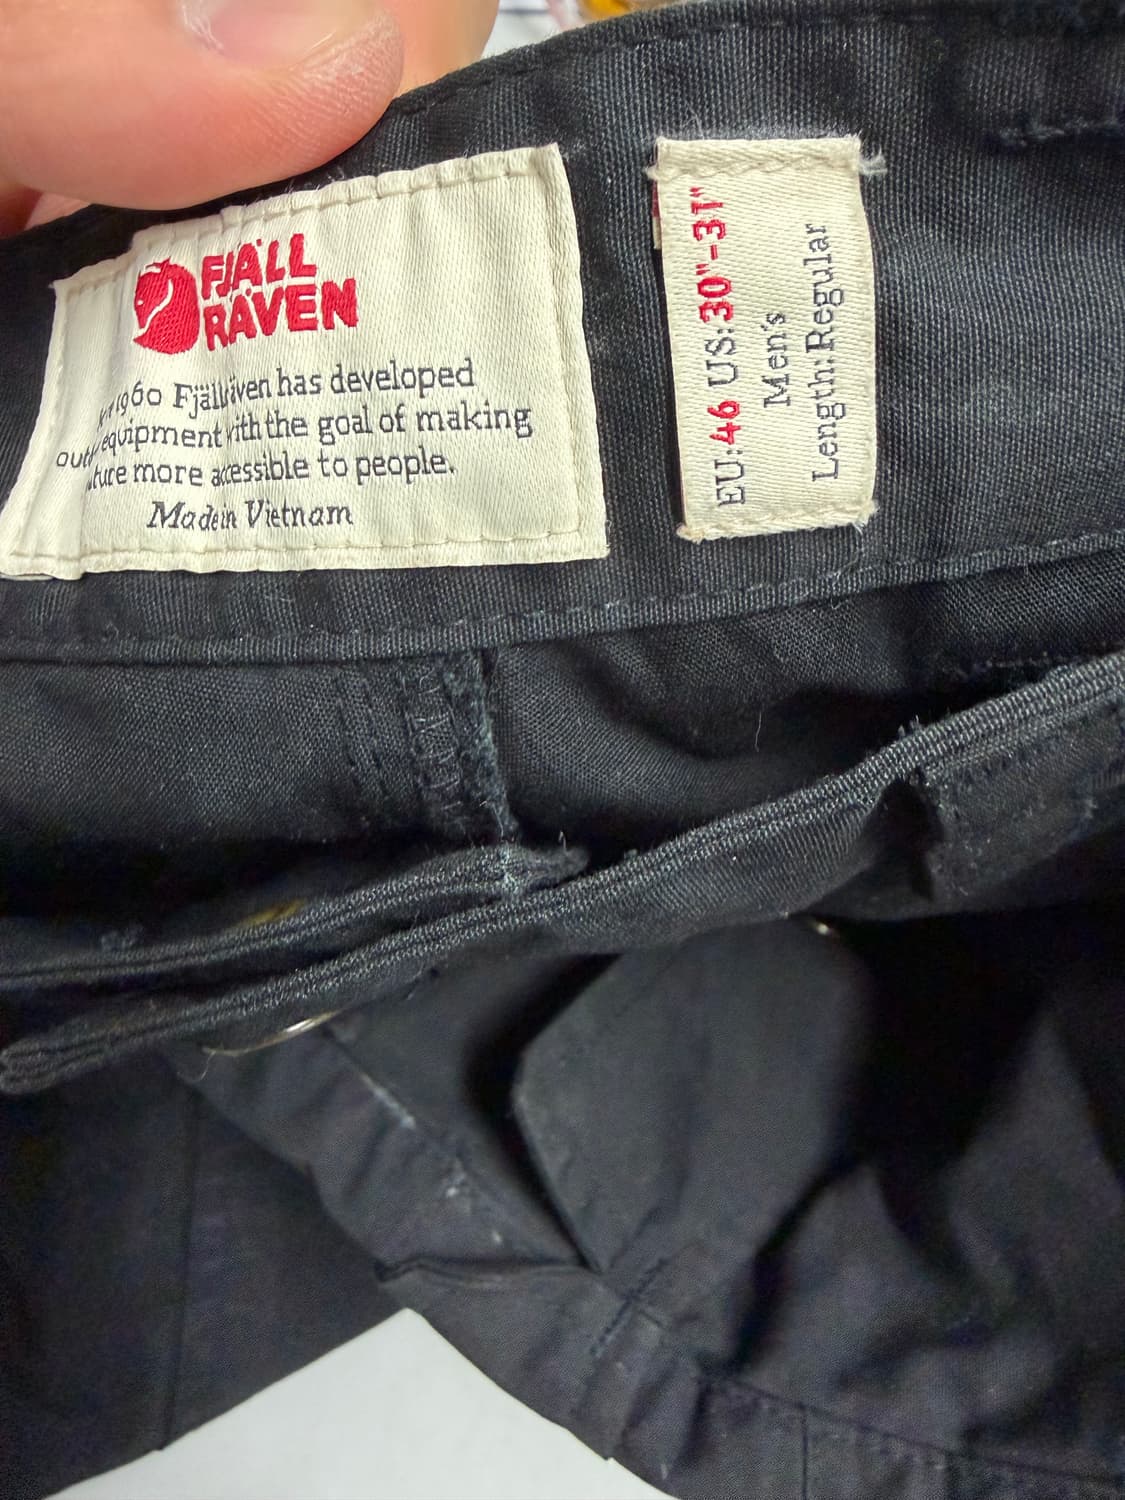 FJÄLL
RÄVEN
1960 Fjällräven has developed
equipment with the goal of making
more accessible to people.
Made in Vietnam
EU:46 US:30"-31"
Men's
Length:Regular